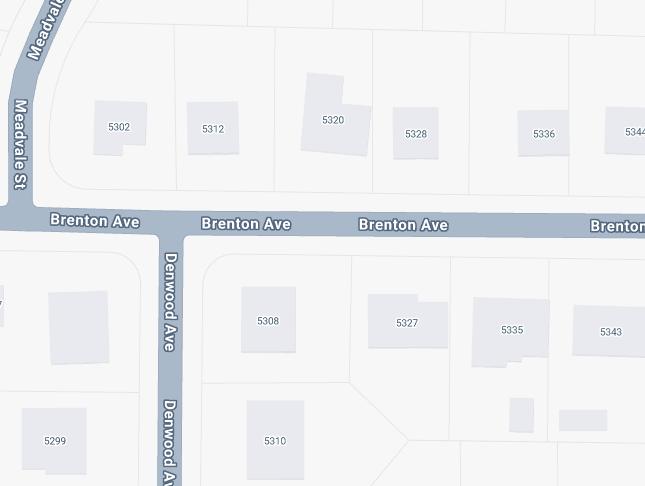 Meadvale
Meadvale St
5302
5312
5320
5328
5336
5344
Brenton Ave
Brenton Ave
Brenton Ave
Brenton
Denwood Ave
5308
5327
5335
5343
Denwood Av
5299
5310